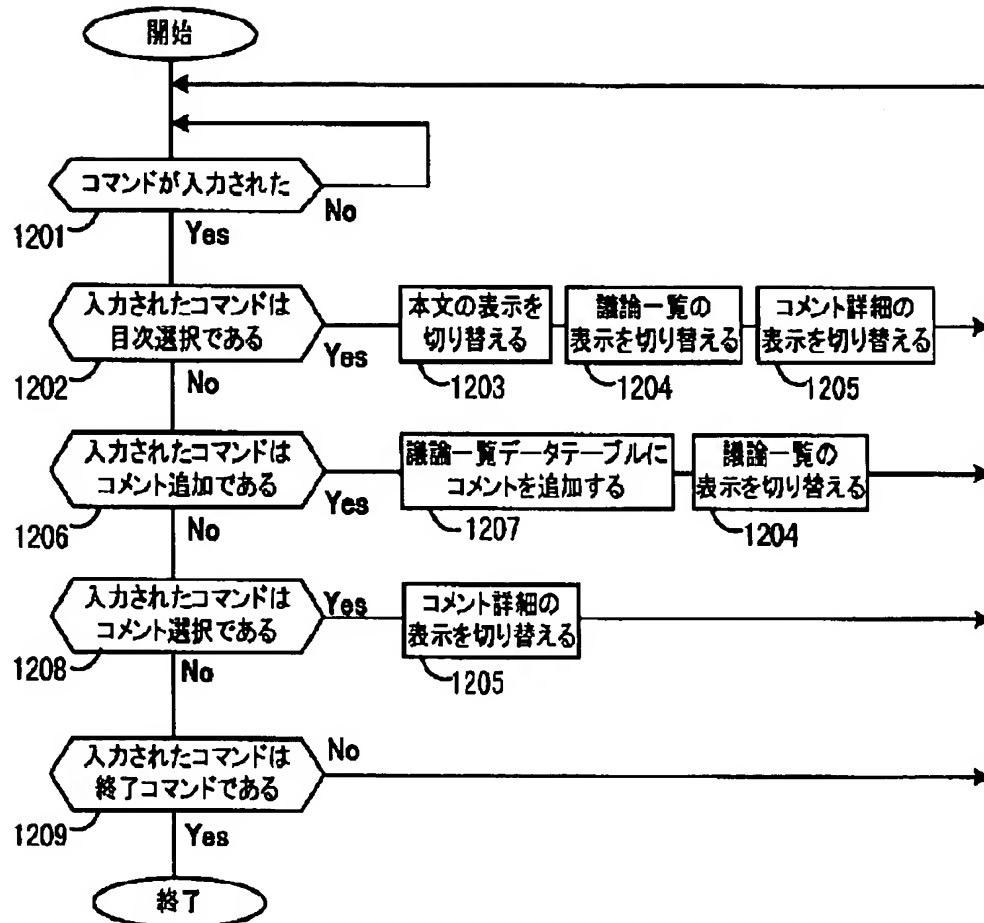 開始
コマンドが入力された
No
1201
Yes
入力されたコマンドは
目次選択である
Yes
1202
No
本文の表示を
切り替える
1203
議論一覧の
表示を切り替える
1204
コメント詳細の
表示を切り替える
1205
入力されたコマンドは
コメント追加である
Yes
1206
No
議論一覧データテーブルに
コメントを追加する
1207
議論一覧の
表示を切り替える
1204
入力されたコマンドは
コメント選択である
Yes
1208
No
コメント詳細の
表示を切り替える
1205
入力されたコマンドは
終了コマンドである
No
1209
Yes
終了